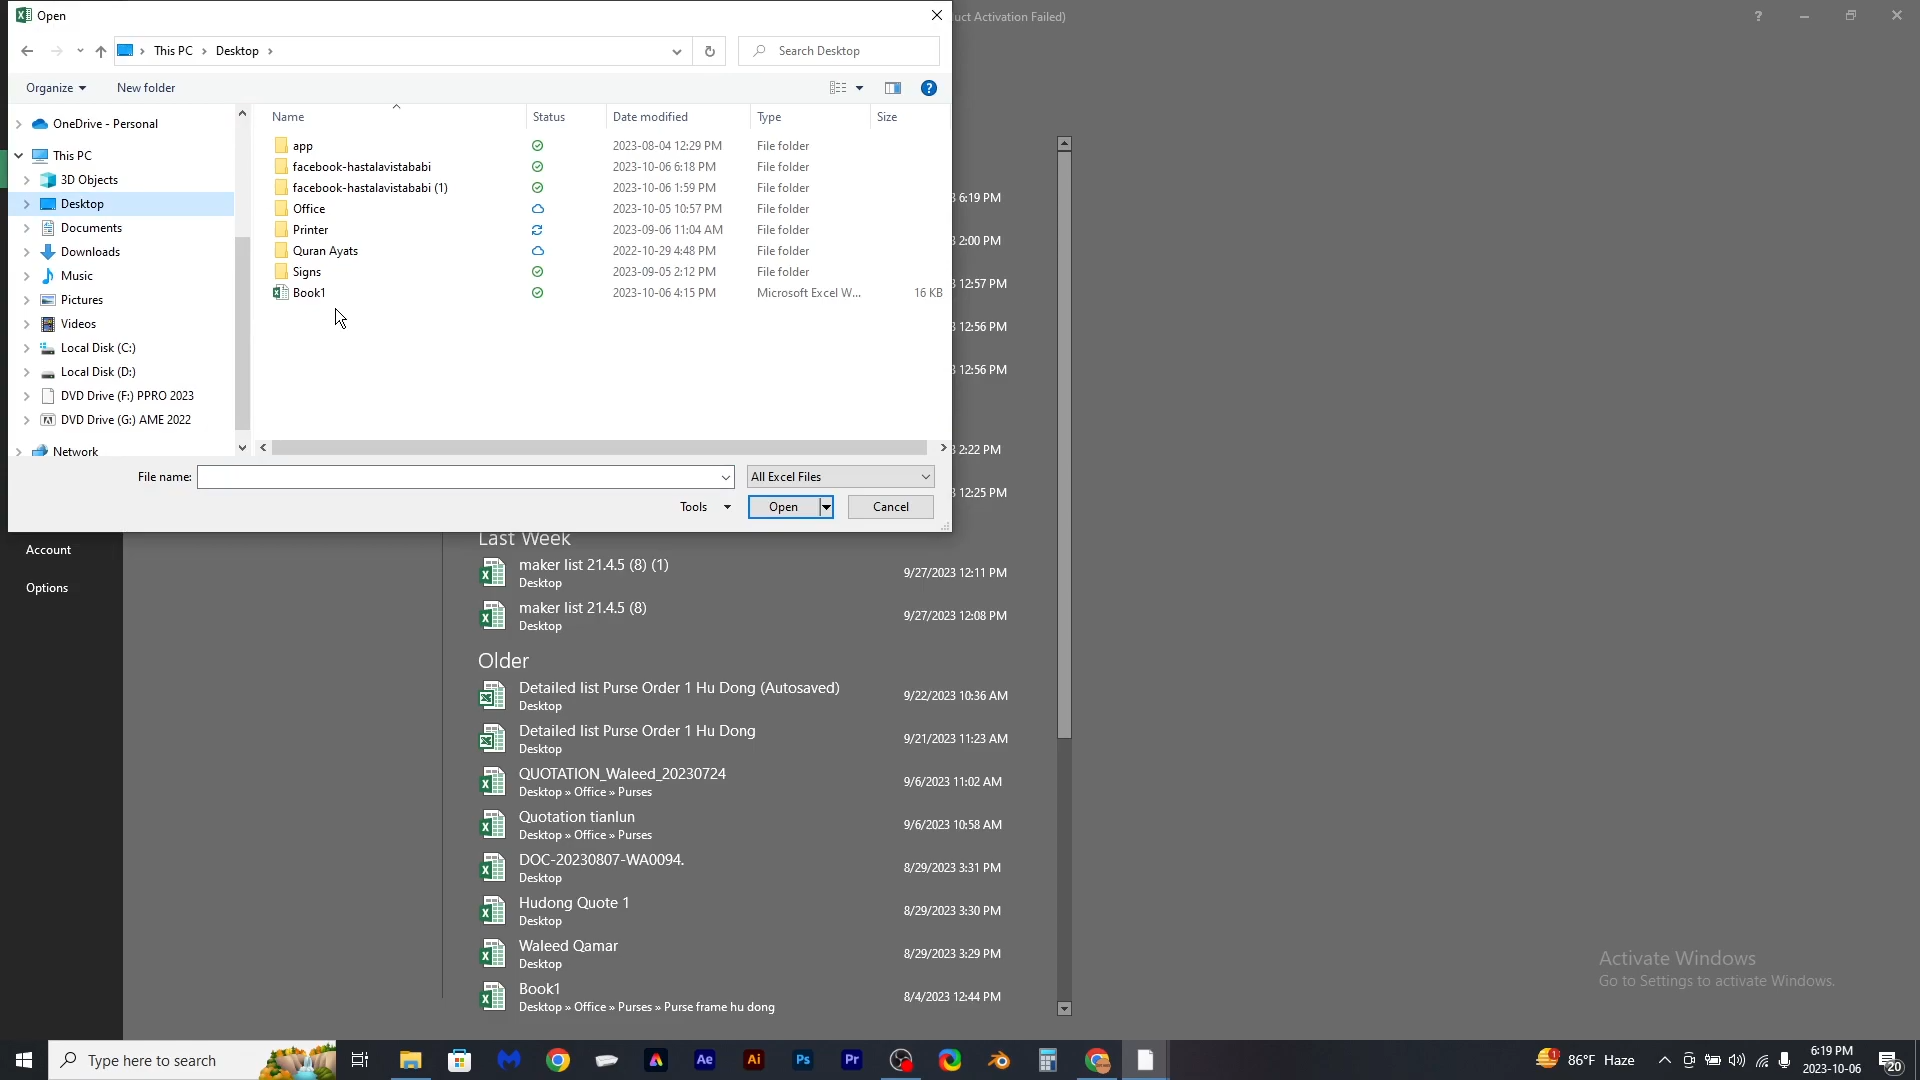 Open
uct Activation Failed)
This PC > Desktop >
Search Desktop
Organize
New folder
Name Status Date modified Type Size
OneDrive - Personal
This PC
3D Objects
Desktop
Documents
Downloads
Music
Pictures
Videos
Local Disk (C:)
Local Disk (D:)
DVD Drive (F:) PPRO 2023
DVD Drive (G:) AME 2022
Network
app 2023-08-04 12:29 PM File folder
facebook-hastalavistababi 2023-10-06 6:18 PM File folder
facebook-hastalavistababi (1) 2023-10-06 1:59 PM File folder
Office 2023-10-05 10:57 PM File folder
Printer 2023-09-06 11:04 AM File folder
Quran Ayats 2022-10-29 4:48 PM File folder
Signs 2023-09-05 2:12 PM File folder
Book1 2023-10-06 4:15 PM Microsoft Excel W... 16 KB
3 6:19 PM
3 2:00 PM
3 12:57 PM
3 12:56 PM
3 12:56 PM
3 2:22 PM
3 12:25 PM
File name:
All Excel Files
Tools
Open
Cancel
Account
Options
Last Week
maker list 21.4.5 (8) (1) 9/27/2023 12:11 PM
Desktop
maker list 21.4.5 (8) 9/27/2023 12:08 PM
Desktop
Older
Detailed list Purse Order 1 Hu Dong (Autosaved) 9/22/2023 10:36 AM
Desktop
Detailed list Purse Order 1 Hu Dong 9/21/2023 11:23 AM
Desktop
QUOTATION_Waleed_20230724 9/6/2023 11:02 AM
Desktop » Office » Purses
Quotation tianlun 9/6/2023 10:58 AM
Desktop » Office » Purses
DOC-20230807-WA0094. 8/29/2023 3:31 PM
Desktop
Hudong Quote 1 8/29/2023 3:30 PM
Desktop
Waleed Qamar 8/29/2023 3:29 PM
Desktop
Book1 8/4/2023 12:44 PM
Desktop » Office » Purses » Purse frame hu dong
Activate Windows
Go to Settings to activate Windows.
Type here to search
Ae
Ai
Ps
Pr
1
86°F Haze
6:19 PM
2023-10-06
20